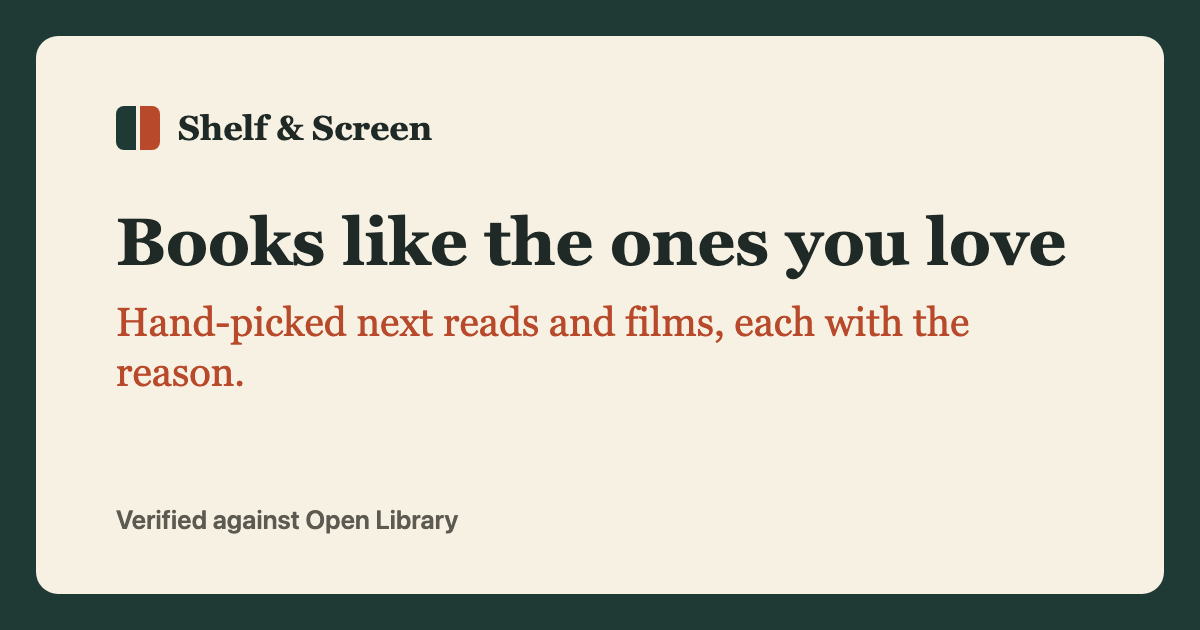 Shelf & Screen
Books like the ones you love
Hand-picked next reads and films, each with the
reason.
Verified against Open Library